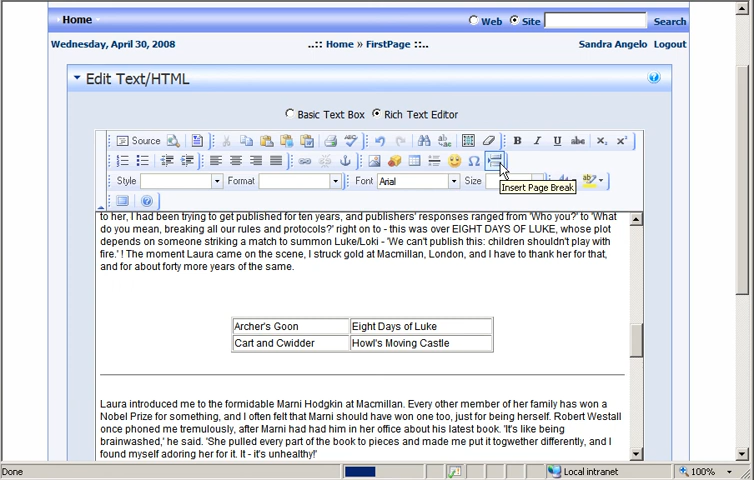 Home Web Site Search
Wednesday, April 30, 2008 ..:: Home » FirstPage ::.. Sandra Angelo Logout
Edit Text/HTML
Basic Text Box Rich Text Editor
Source B I U abc x₂ x²
Style Format Font Arial Size
Insert Page Break
to her, I had been trying to get published for ten years, and publishers' responses ranged from 'Who you?' to 'What
do you mean, breaking all our rules and protocols?' right on to - this was over EIGHT DAYS OF LUKE, whose plot
depends on someone striking a match to summon Luke/Loki - 'We can't publish this: children shouldn't play with
fire.' ! The moment Laura came on the scene, I struck gold at Macmillan, London, and I have to thank her for that,
and for about forty more years of the same.
Archer's Goon Eight Days of Luke
Cart and Cwidder Howl's Moving Castle
Laura introduced me to the formidable Marni Hodgkin at Macmillan. Every other member of her family has won a
Nobel Prize for something, and I often felt that Marni should have won one too, just for being herself. Robert Westall
once phoned me tremulously, after Marni had had him in her office about his latest book. 'It's like being
brainwashed,' he said. 'She pulled every part of the book to pieces and made me put it togwether differently, and I
found myself adoring her for it. It - it's unhealthy!'
Done Local intranet 100%